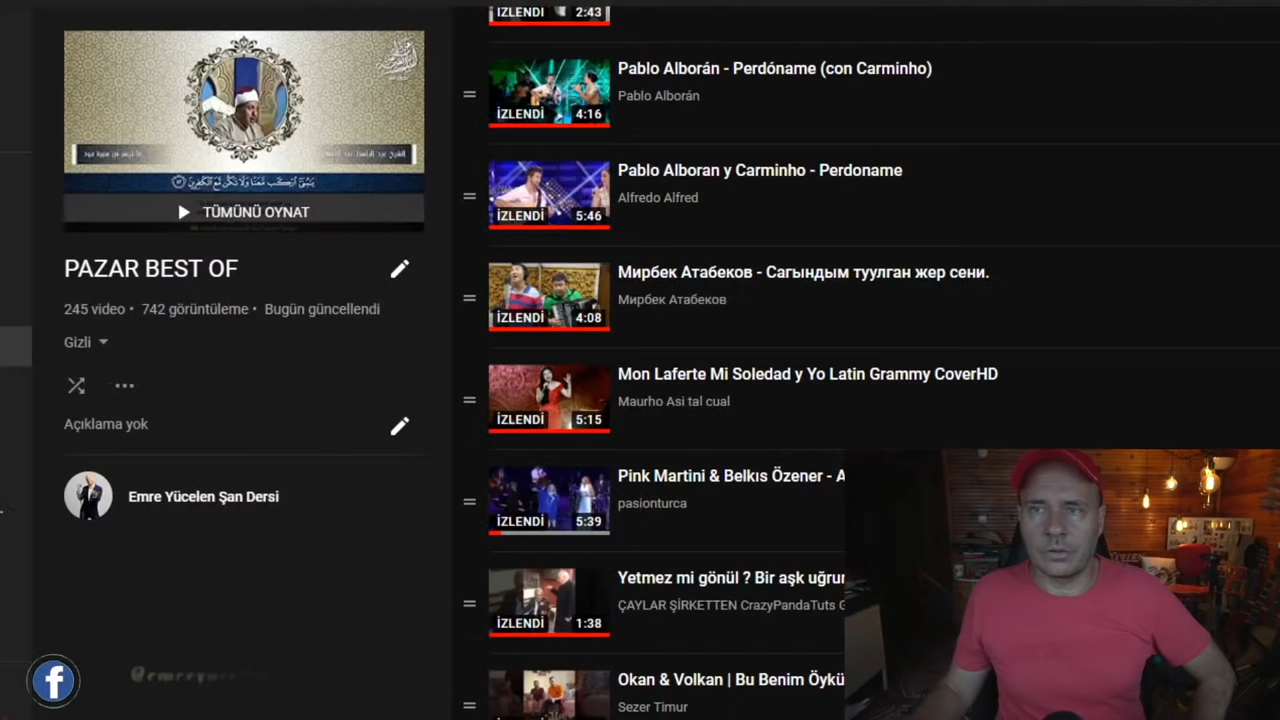 TÜMÜNÜ OYNAT
PAZAR BEST OF
245 video • 742 görüntüleme • Bugün güncellendi
Gizli
Açıklama yok
Emre Yücelen Şan Dersi
İZLENDİ 2:43
Pablo Alborán - Perdóname (con Carminho)
Pablo Alborán
İZLENDİ 4:16
Pablo Alboran y Carminho - Perdoname
Alfredo Alfred
İZLENDİ 5:46
Мирбек Атабеков - Сагындым туулган жер сени.
Мирбек Атабеков
İZLENDİ 4:08
Mon Laferte Mi Soledad y Yo Latin Grammy CoverHD
Maurho Asi tal cual
İZLENDİ 5:15
Pink Martini & Belkıs Özener - A
pasionturca
İZLENDİ 5:39
Yetmez mi gönül ? Bir aşk uğrur
ÇAYLAR ŞİRKETTEN CrazyPandaTuts G
İZLENDİ 1:38
Okan & Volkan | Bu Benim Öykü
Sezer Timur